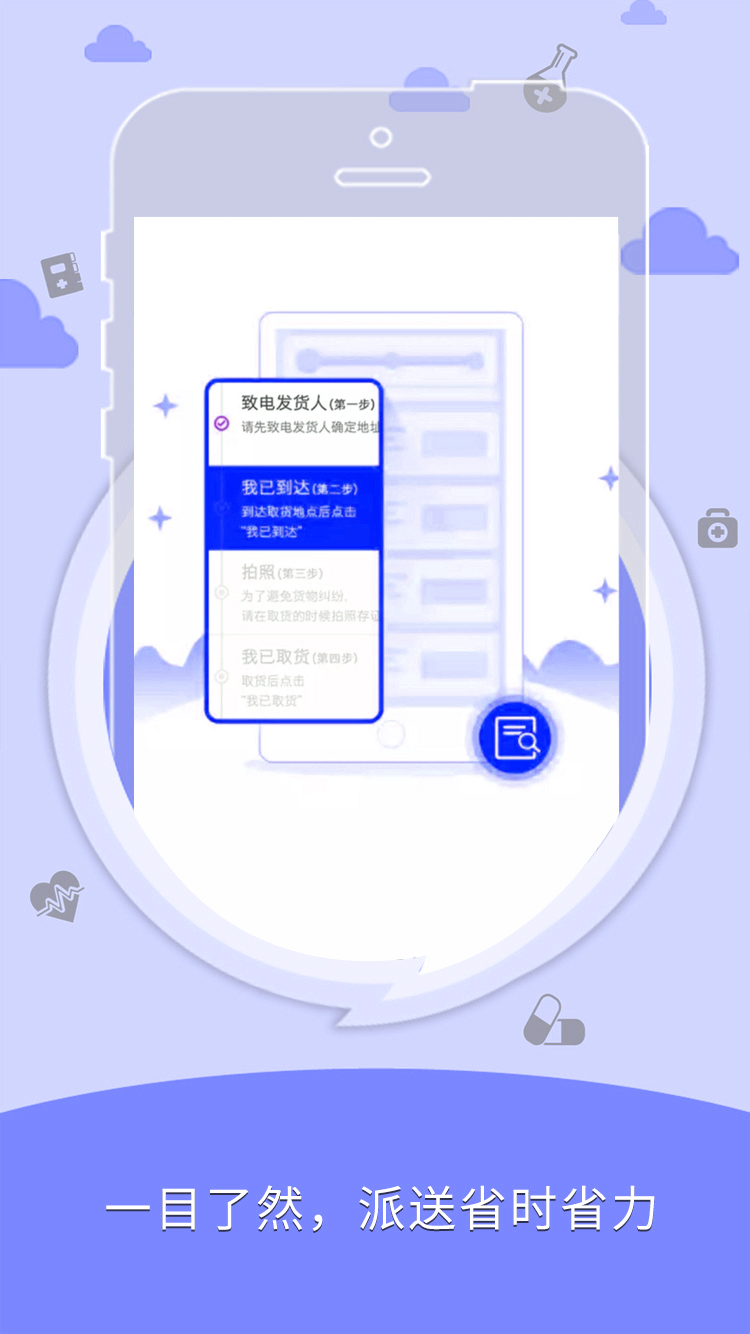 致电发货人(第一步)
请先致电发货人确定地址
我已到达(第二步)
到达取货地点后点击
“我已到达”
拍照(第三步)
为了避免货物纠纷,
请在取货的时候拍照存证
我已取货(第四步)
取货后点击
“我已取货”
一目了然，派送省时省力